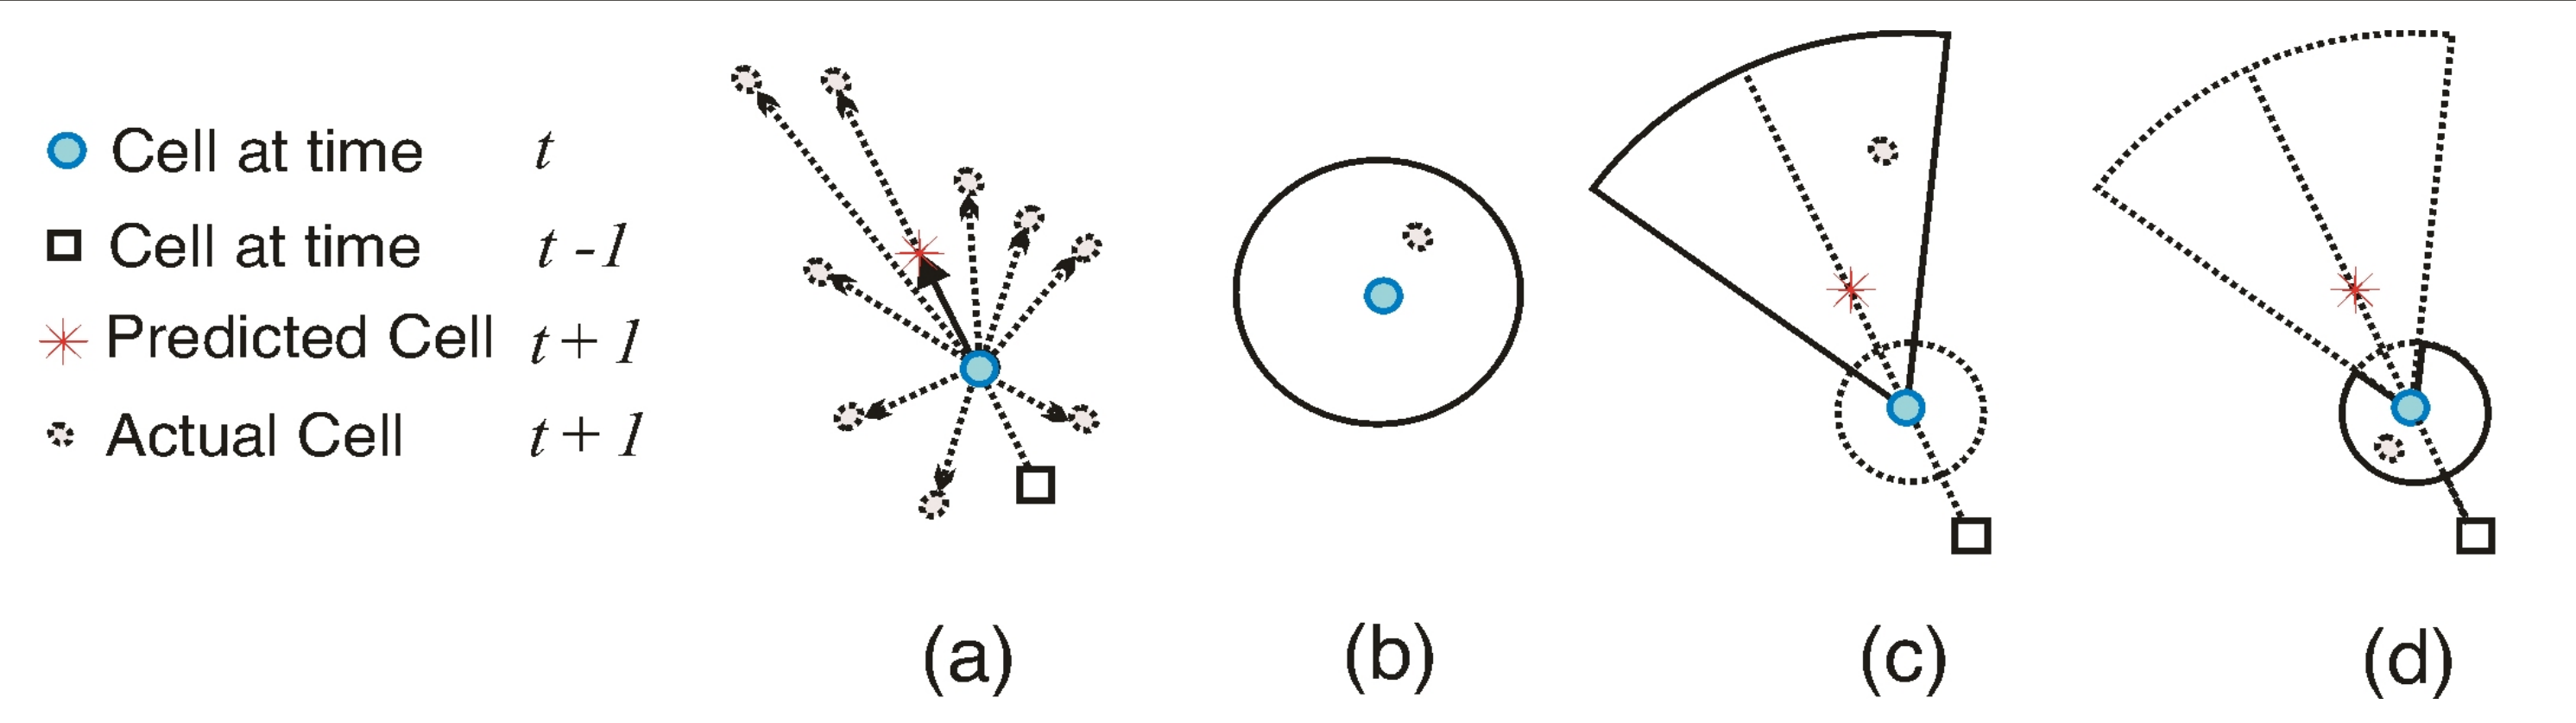 Cell at time t
Cell at time t - 1
Predicted Cell t + 1
Actual Cell t + 1
(a) (b) (c) (d)